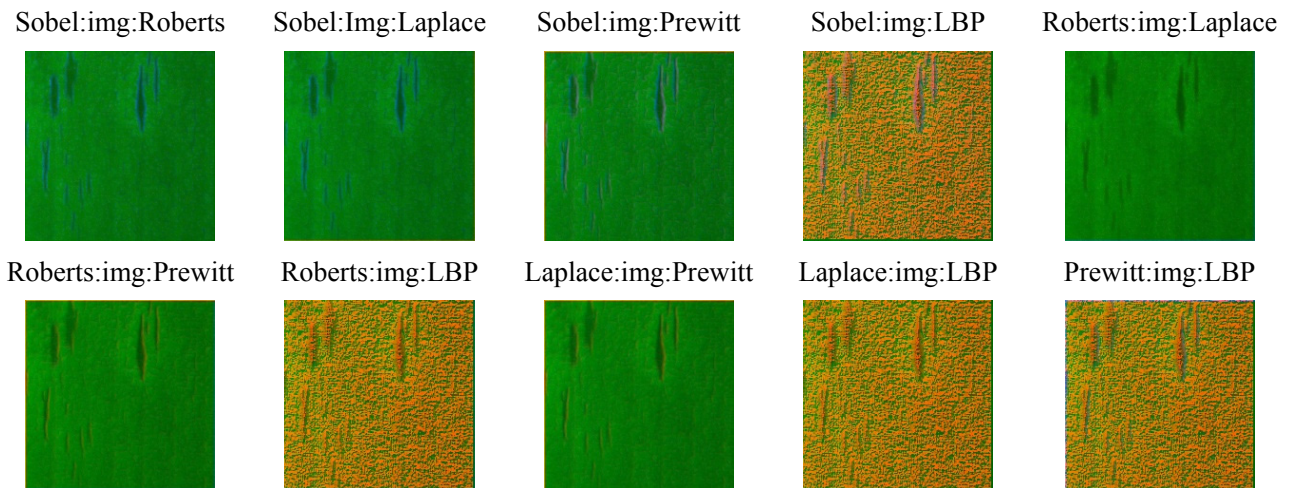 Sobel:img:Roberts
Sobel:Img:Laplace
Sobel:img:Prewitt
Sobel:img:LBP
Roberts:img:Laplace
Roberts:img:Prewitt
Roberts:img:LBP
Laplace:img:Prewitt
Laplace:img:LBP
Prewitt:img:LBP